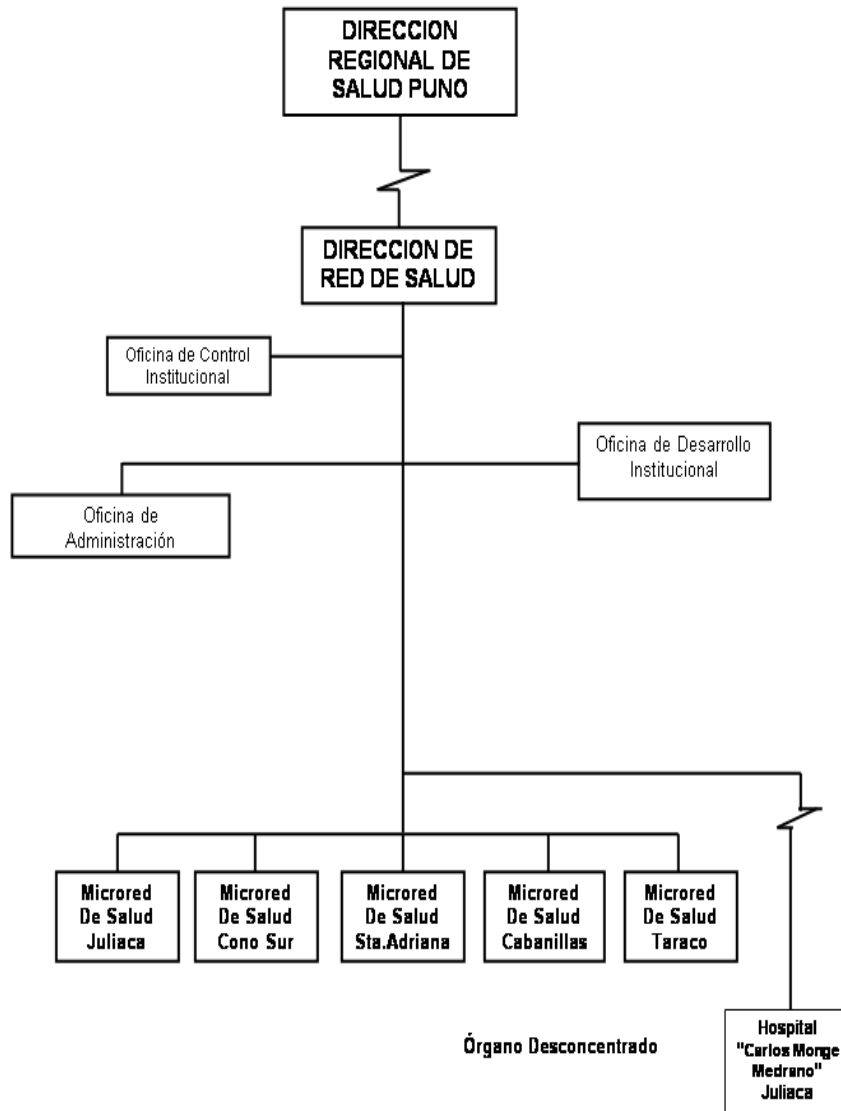 DIRECCION
REGIONAL DE
SALUD PUNO
DIRECCION DE
RED DE SALUD
Oficina de Control
Institucional
Oficina de Desarrollo
Institucional
Oficina de
Administración
Microred
De Salud
Juliaca
Microred
De Salud
Cono Sur
Microred
De Salud
Sta.Adriana
Microred
De Salud
Cabanillas
Microred
De Salud
Taraco
Órgano Desconcentrado
Hospital
"Carlos Monge
Medrano"
Juliaca